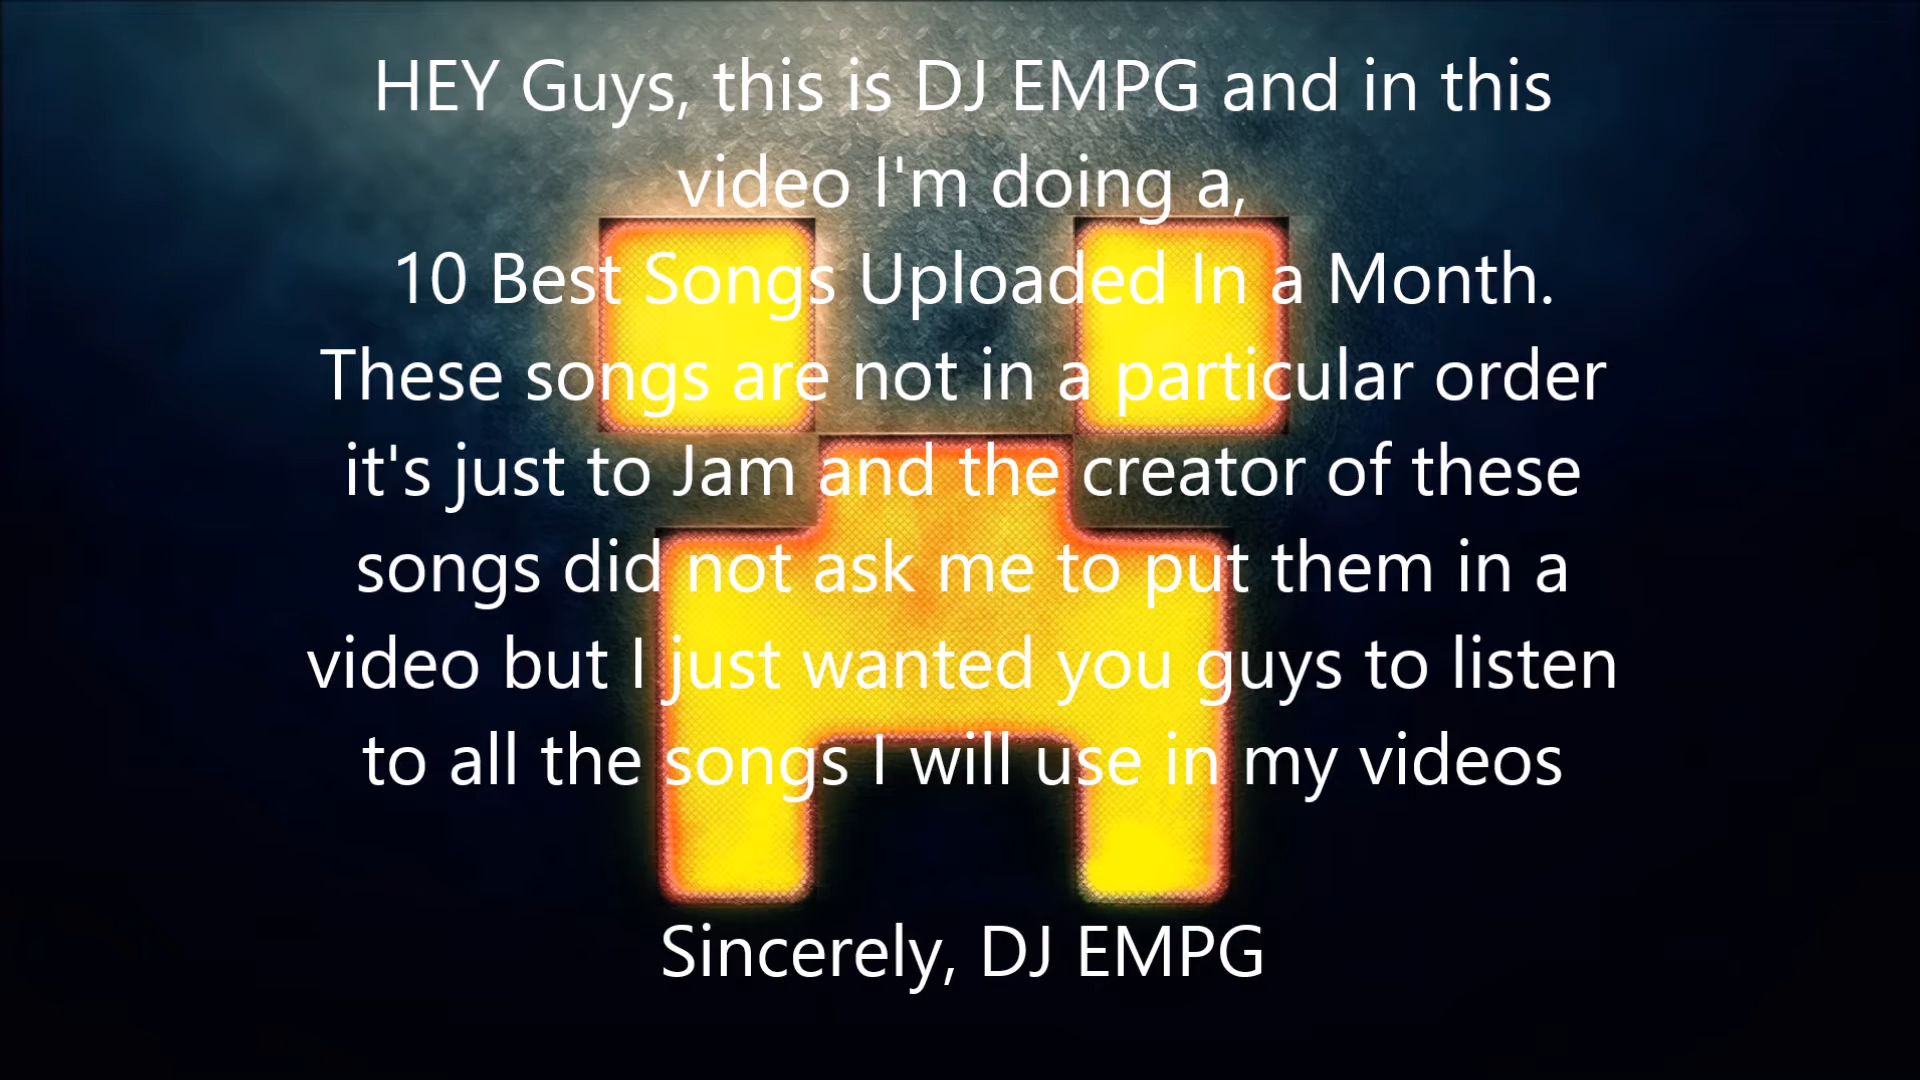 HEY Guys, this is DJ EMPG and in this
video I'm doing a,
10 Best Songs Uploaded In a Month.
These songs are not in a particular order
it's just to Jam and the creator of these
songs did not ask me to put them in a
video but I just wanted you guys to listen
to all the songs I will use in my videos
Sincerely, DJ EMPG